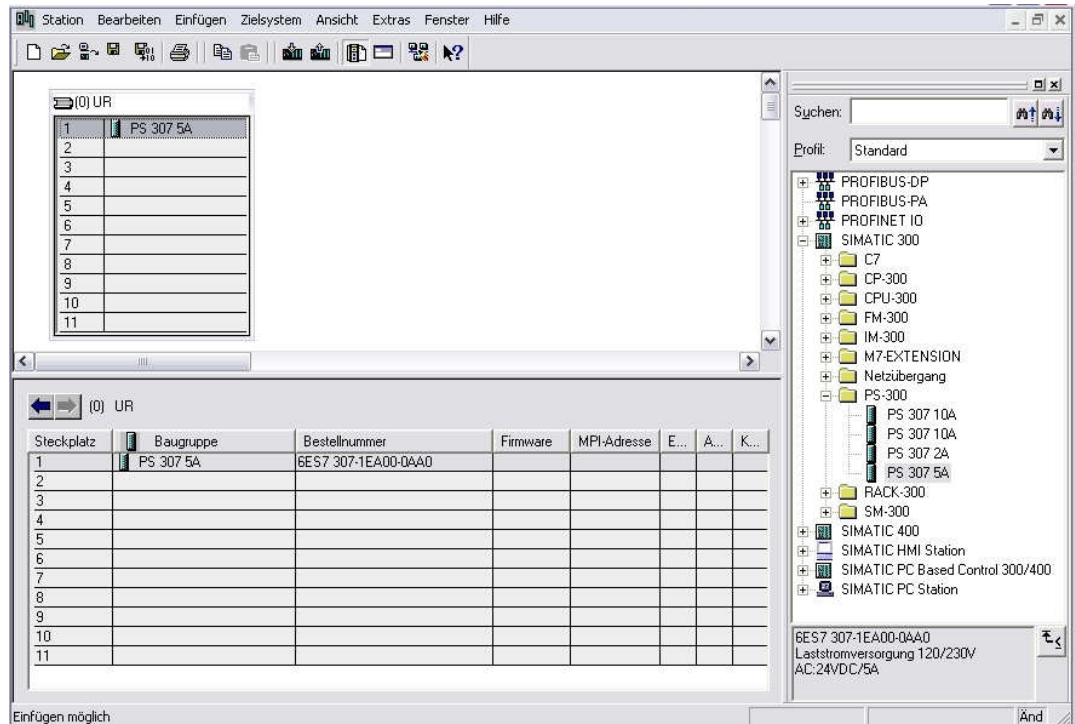 Station Bearbeiten Einfügen Zielsystem Ansicht Extras Fenster Hilfe
(0) UR
1 PS 307 5A
2
3
4
5
6
7
8
9
10
11
(0) UR
Steckplatz Baugruppe Bestellnummer Firmware MPI-Adresse E... A... K...
1 PS 307 5A 6ES7 307-1EA00-0AA0
2
3
4
5
6
7
8
9
10
11
Suchen:
Profil: Standard
PROFIBUS-DP
PROFIBUS-PA
PROFINET IO
SIMATIC 300
C7
CP-300
CPU-300
FM-300
IM-300
M7-EXTENSION
Netzübergang
PS-300
PS 307 10A
PS 307 10A
PS 307 2A
PS 307 5A
RACK-300
SM-300
SIMATIC 400
SIMATIC HMI Station
SIMATIC PC Based Control 300/400
SIMATIC PC Station
6ES7 307-1EA00-0AA0
Laststromversorgung 120/230V
AC:24VDC/5A
Einfügen möglich
Änd